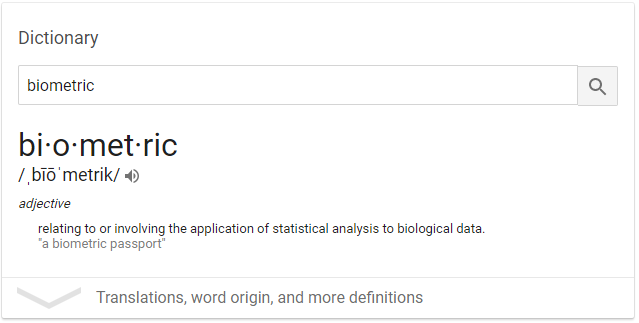 Dictionary
biometric
bi·o·met·ric
/ˌbīōˈmetrik/
adjective
relating to or involving the application of statistical analysis to biological data.
"a biometric passport"
Translations, word origin, and more definitions